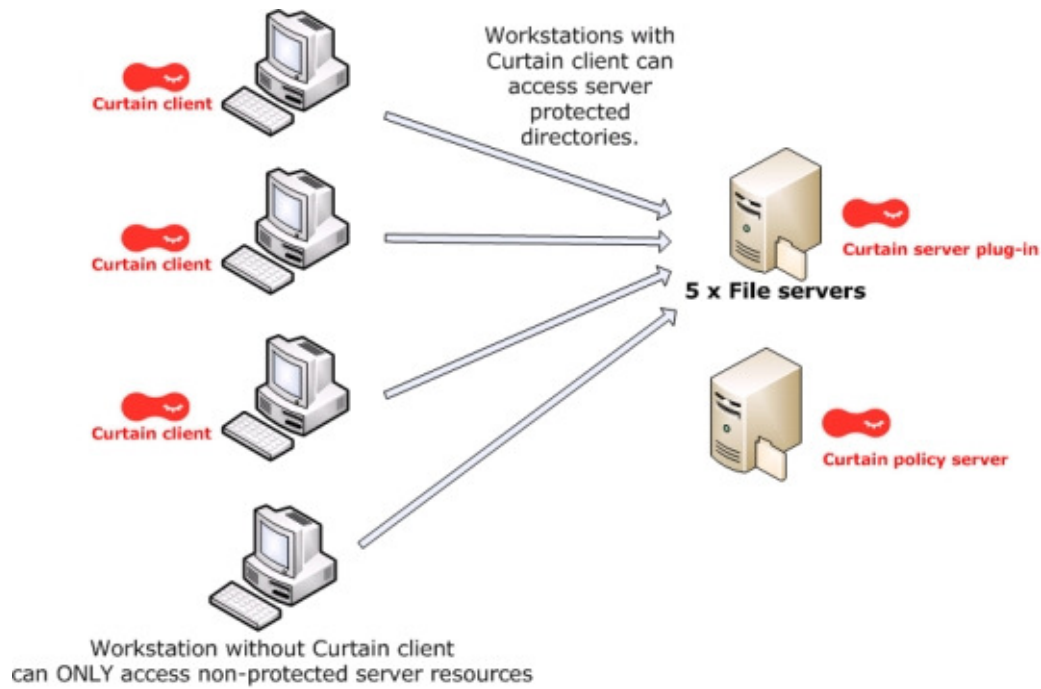 Workstations with
Curtain client can
access server
protected
directories.
Curtain client
Curtain client
Curtain server plug-in
5 x File servers
Curtain client
Curtain policy server
Workstation without Curtain client
can ONLY access non-protected server resources